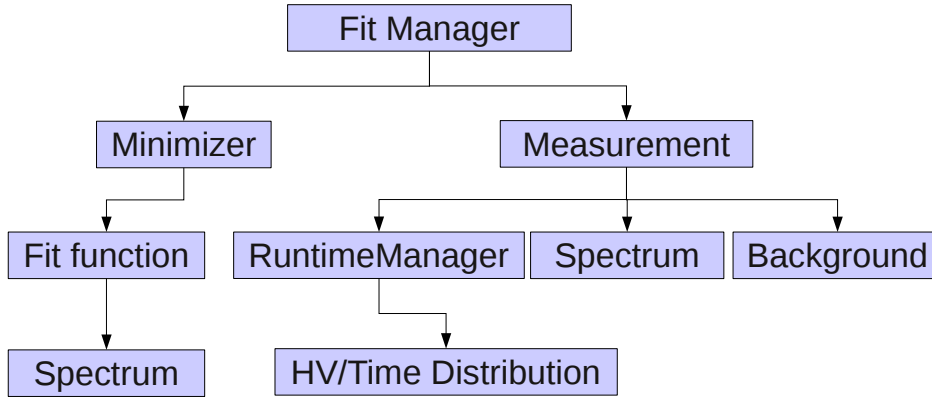 Fit Manager
Minimizer
Measurement
Fit function
RuntimeManager
Spectrum
Background
Spectrum
HV/Time Distribution